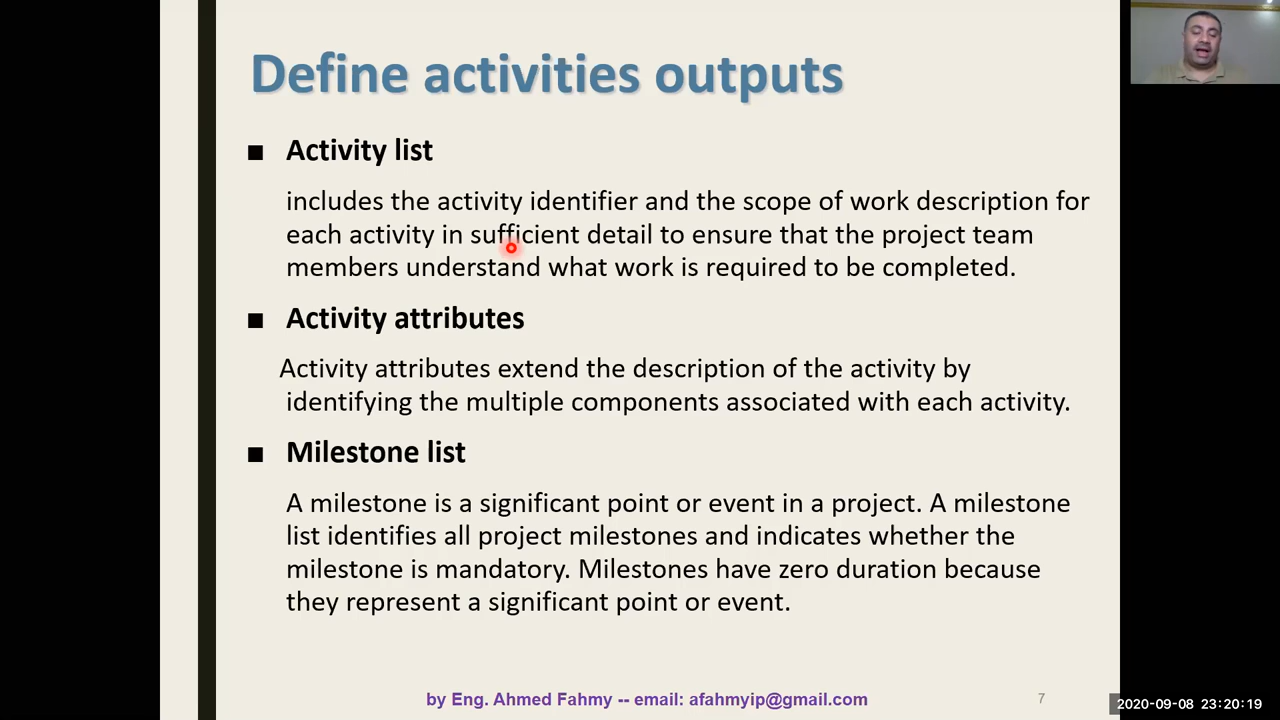 Define activities outputs
■ Activity list
includes the activity identifier and the scope of work description for
each activity in sufficient detail to ensure that the project team
members understand what work is required to be completed.
■ Activity attributes
Activity attributes extend the description of the activity by
identifying the multiple components associated with each activity.
■ Milestone list
A milestone is a significant point or event in a project. A milestone
list identifies all project milestones and indicates whether the
milestone is mandatory. Milestones have zero duration because
they represent a significant point or event.
by Eng. Ahmed Fahmy -- email: afahmyip@gmail.com
7
2020-09-08 23:20:19